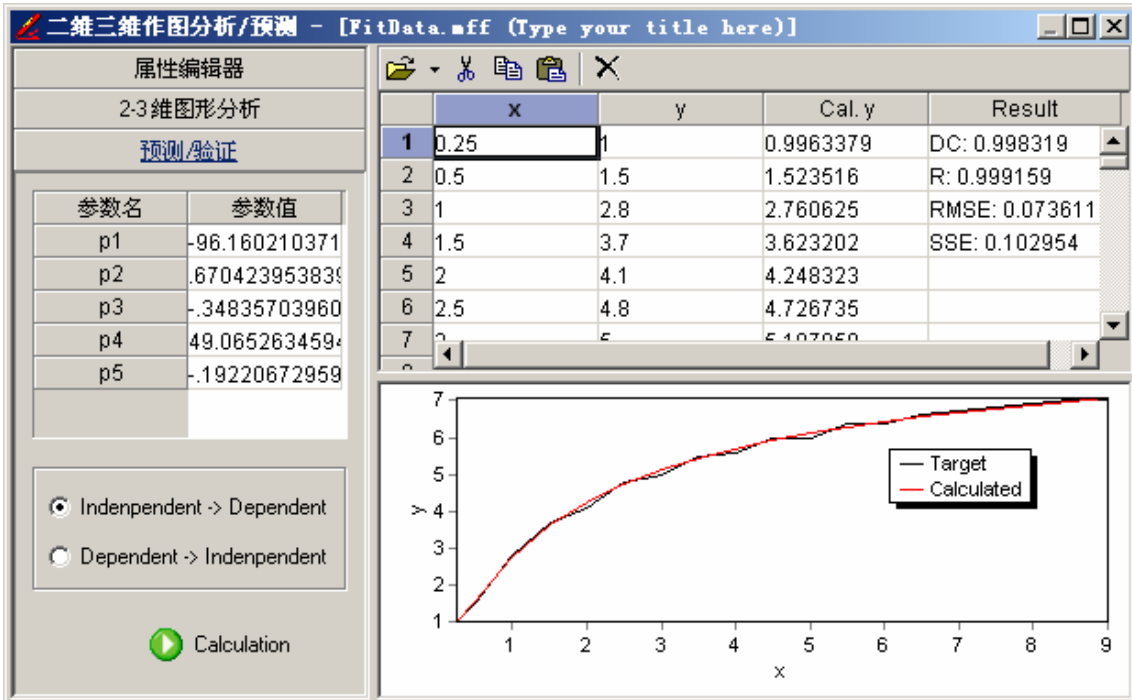 二维三维作图分析/预测 - [FitData.mff (Type your title here)]
属性编辑器
2-3维图形分析
预测/验证
参数名 参数值
p1 -96.160210371
p2 .670423953839
p3 -.34835703960
p4 49.0652634594
p5 -.19220672959
Indenpendent -> Dependent
Dependent -> Indenpendent
Calculation
x y Cal. y Result
1 0.25 1 0.9963379 DC: 0.998319
2 0.5 1.5 1.523516 R: 0.999159
3 1 2.8 2.760625 RMSE: 0.073611
4 1.5 3.7 3.623202 SSE: 0.102954
5 2 4.1 4.248323
6 2.5 4.8 4.726735
7
7
6
5
4
3
2
1
y
Target
Calculated
1 2 3 4 5 6 7 8 9
x